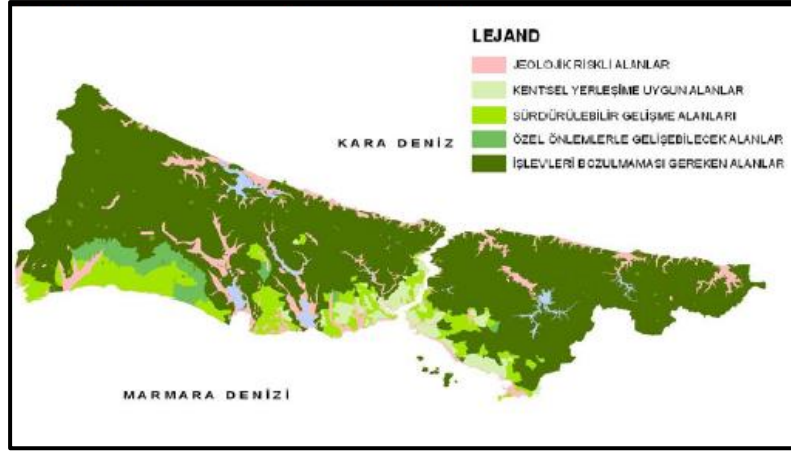 LEJAND
JEOLOJİK RİSKLİ ALANLAR
KENTSEL YERLEŞİME UYGUN ALANLAR
SÜRDÜRÜLEBİLİR GELİŞME ALANLARI
ÖZEL ÖNLEMLERLE GELİŞEBİLECEK ALANLAR
İŞLEVLERİ BOZULMAMASI GEREKEN ALANLAR
KARA DENİZ
MARMARA DENİZİ